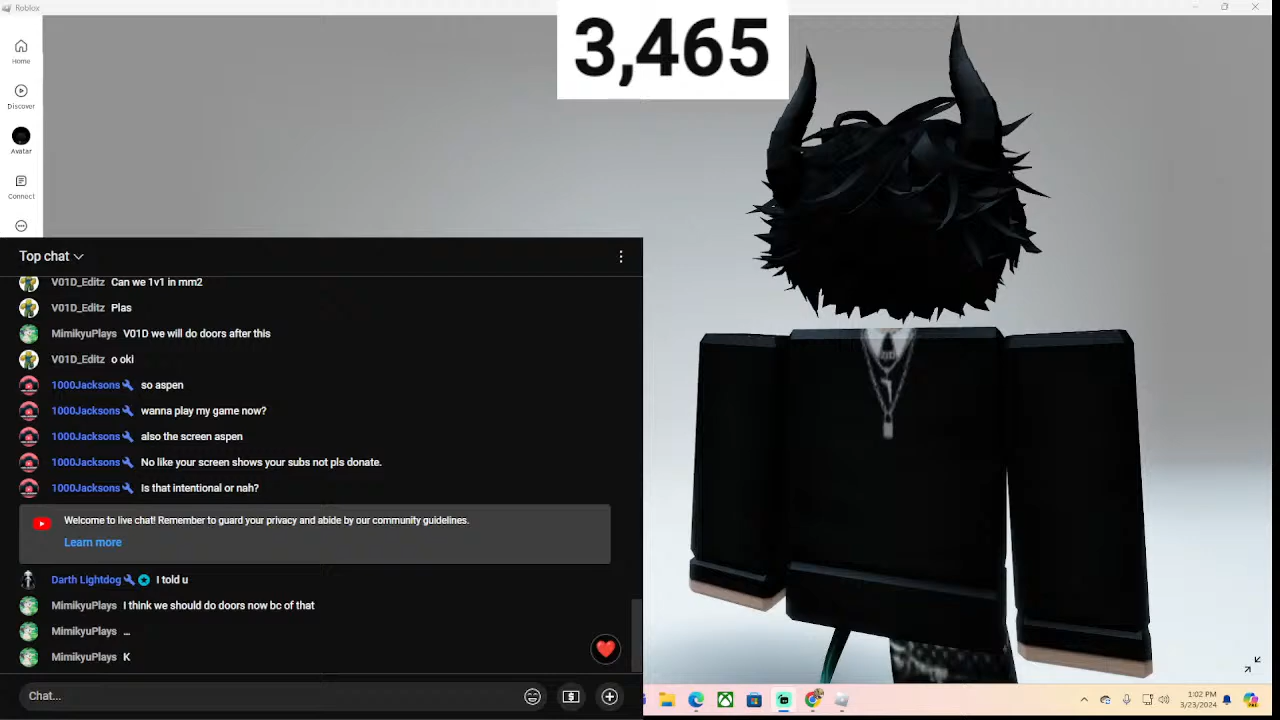 Roblox
3,465
Home
Discover
Avatar
Connect
Top chat
V01D_Editz Can we 1v1 in mm2
V01D_Editz Plas
MimikyuPlays V01D we will do doors after this
V01D_Editz o oki
1000Jacksons so aspen
1000Jacksons wanna play my game now?
1000Jacksons also the screen aspen
1000Jacksons No like your screen shows your subs not pls donate.
1000Jacksons Is that intentional or nah?
Welcome to live chat! Remember to guard your privacy and abide by our community guidelines.
Learn more
Darth Lightdog I told u
MimikyuPlays I think we should do doors now bc of that
MimikyuPlays ...
MimikyuPlays K
Chat...
1:02 PM
3/23/2024